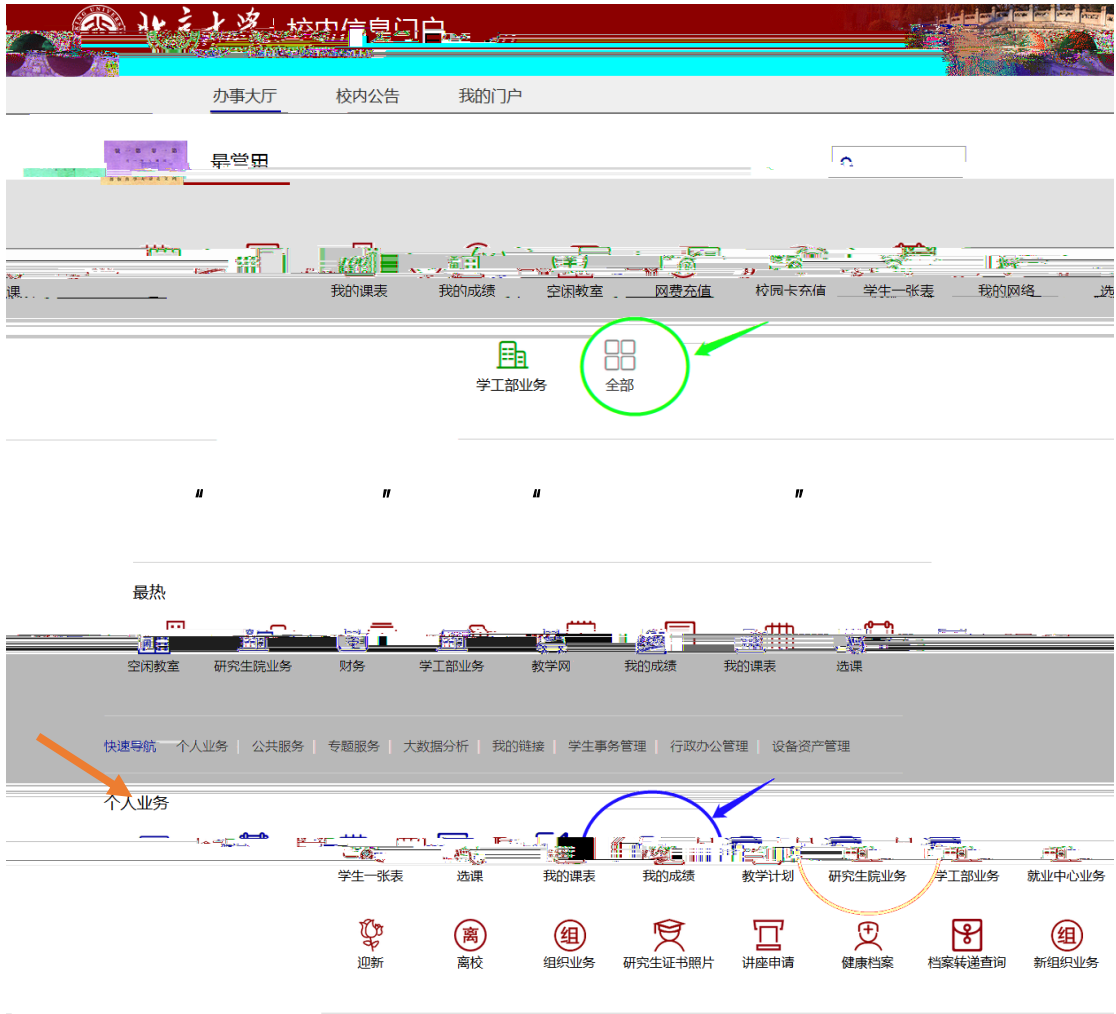 北京大学 校内信息门户
办事大厅 校内公告 我的门户
最常用
课 我的课表 我的成绩 空闲教室 网费充值 校园卡充值 学生一张表 我的网络 选
学工部业务 全部
“ ” “ ”
最热
空闲教室 研究生院业务 财务 学工部业务 教学网 我的成绩 我的课表 选课
快速导航 个人业务 | 公共服务 | 专题服务 | 大数据分析 | 我的链接 | 学生事务管理 | 行政办公管理 | 设备资产管理
个人业务
学生一张表 选课 我的课表 我的成绩 教学计划 研究生院业务 学工部业务 就业中心业务
离 组 组
迎新 离校 组织业务 研究生证书照片 讲座申请 健康档案 档案转递查询 新组织业务